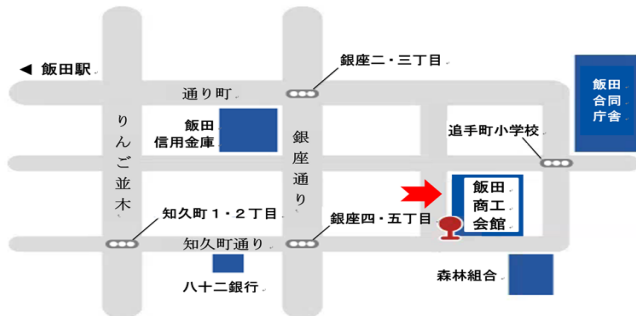 ◀ 飯田駅
銀座二・三丁目
通り町
飯田
合同
庁舎
りんご並木
飯田
信用金庫
銀座通り
追手町小学校
飯田
商工
会館
知久町1・2丁目
銀座四・五丁目
知久町通り
八十二銀行
森林組合